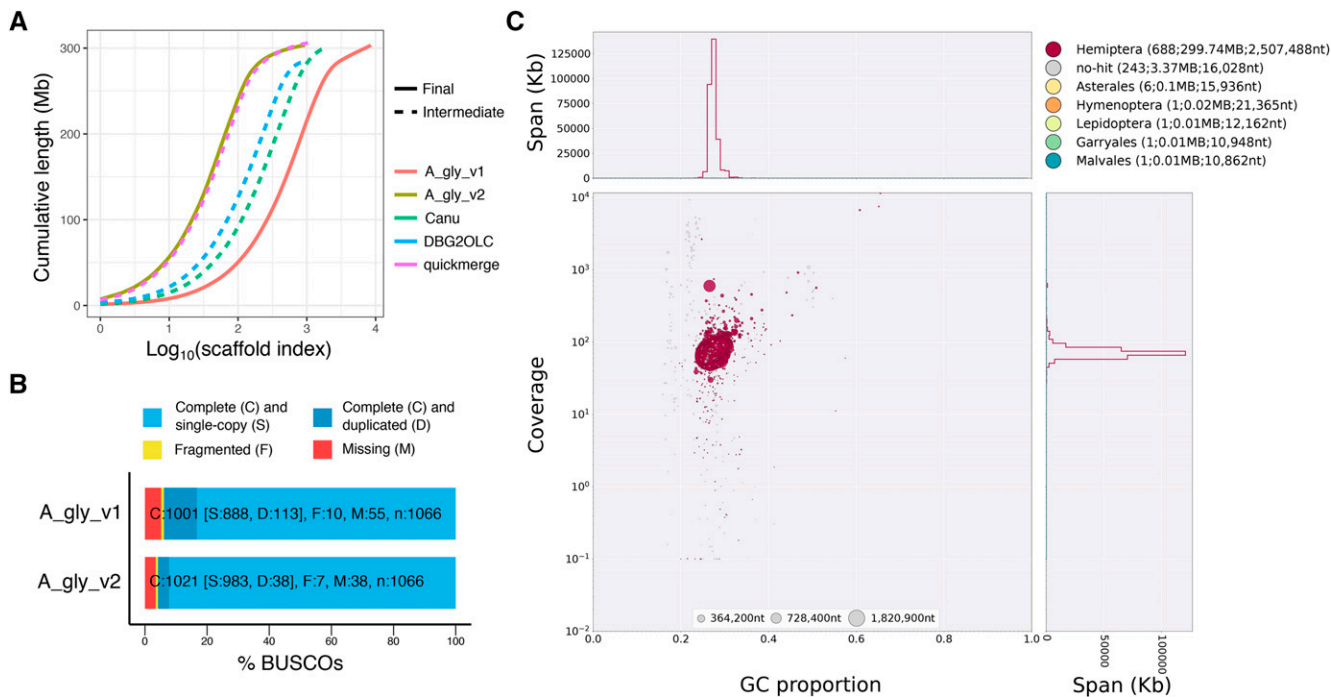 A
Cumulative length (Mb)
300
200
100
0
0 1 2 3 4
Log10(scaffold index)
Final
Intermediate
A_gly_v1
A_gly_v2
Canu
DBG2OLC
quickmerge
B
Complete (C) and
single-copy (S)
Complete (C) and
duplicated (D)
Fragmented (F)
Missing (M)
A_gly_v1
C:1001 [S:888, D:113], F:10, M:55, n:1066
A_gly_v2
C:1021 [S:983, D:38], F:7, M:38, n:1066
0 20 40 60 80 100
% BUSCOs
C
Span (Kb)
125000
100000
75000
50000
25000
0
Hemiptera (688;299.74MB;2,507,488nt)
no-hit (243;3.37MB;16,028nt)
Asterales (6;0.1MB;15,936nt)
Hymenoptera (1;0.02MB;21,365nt)
Lepidoptera (1;0.01MB;12,162nt)
Garryales (1;0.01MB;10,948nt)
Malvales (1;0.01MB;10,862nt)
Coverage
10^4
10^3
10^2
10^1
10^0
10^-1
10^-2
364,200nt 728,400nt 1,820,900nt
0.0 0.2 0.4 0.6 0.8 1.0
GC proportion
0 50000 100000
Span (Kb)